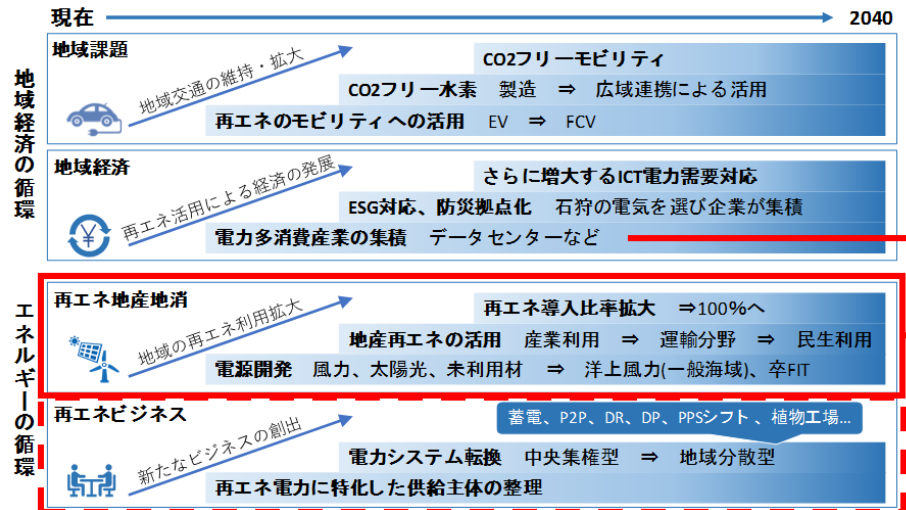 現在 2040
地域経済の循環
地域課題
地域交通の維持・拡大
CO2フリーモビリティ
CO2フリー水素 製造 ⇒ 広域連携による活用
再エネのモビリティへの活用 EV ⇒ FCV
地域経済
再エネ活用による経済の発展
さらに増大するICT電力需要対応
ESG対応、防災拠点化 石狩の電気を選び企業が集積
電力多消費産業の集積 データセンターなど
エネルギーの循環
再エネ地産地消
地域の再エネ利用拡大
再エネ導入比率拡大 ⇒100%へ
地産再エネの活用 産業利用 ⇒ 運輸分野 ⇒ 民生利用
電源開発 風力、太陽光、未利用材 ⇒ 洋上風力(一般海域)、卒FIT
再エネビジネス
新たなビジネスの創出
蓄電、P2P、DR、DP、PPSシフト、植物工場…
電力システム転換 中央集権型 ⇒ 地域分散型
再エネ電力に特化した供給主体の整理